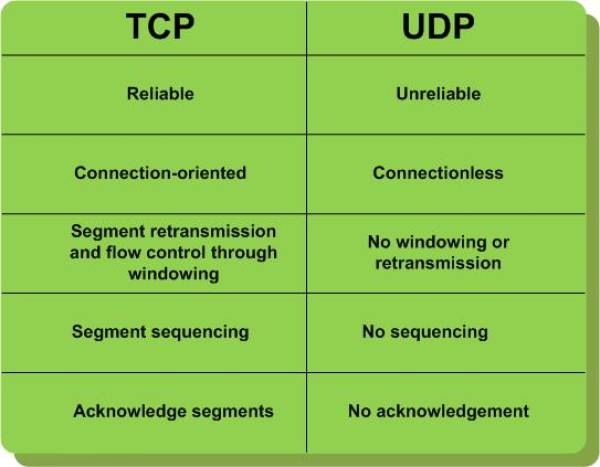 TCP UDP
Reliable Unreliable
Connection-oriented Connectionless
Segment retransmission
and flow control through
windowing
No windowing or
retransmission
Segment sequencing No sequencing
Acknowledge segments No acknowledgement